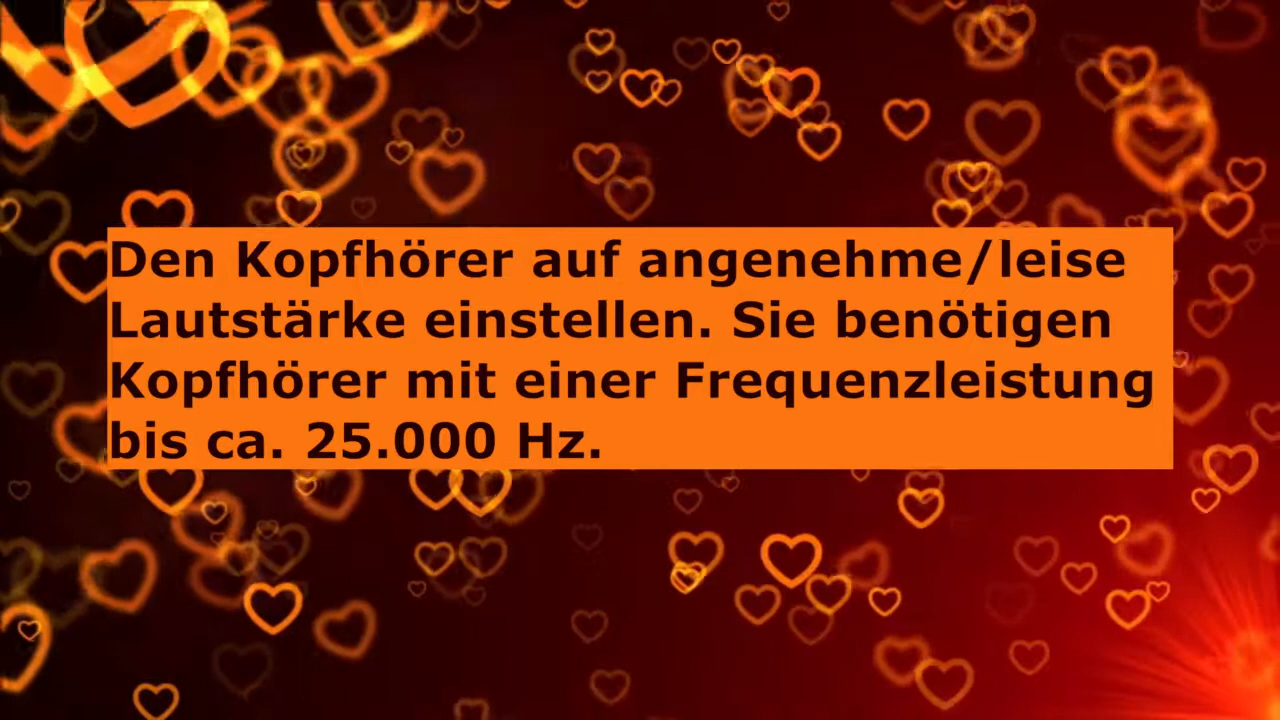 Den Kopfhörer auf angenehme/leise
Lautstärke einstellen. Sie benötigen
Kopfhörer mit einer Frequenzleistung
bis ca. 25.000 Hz.